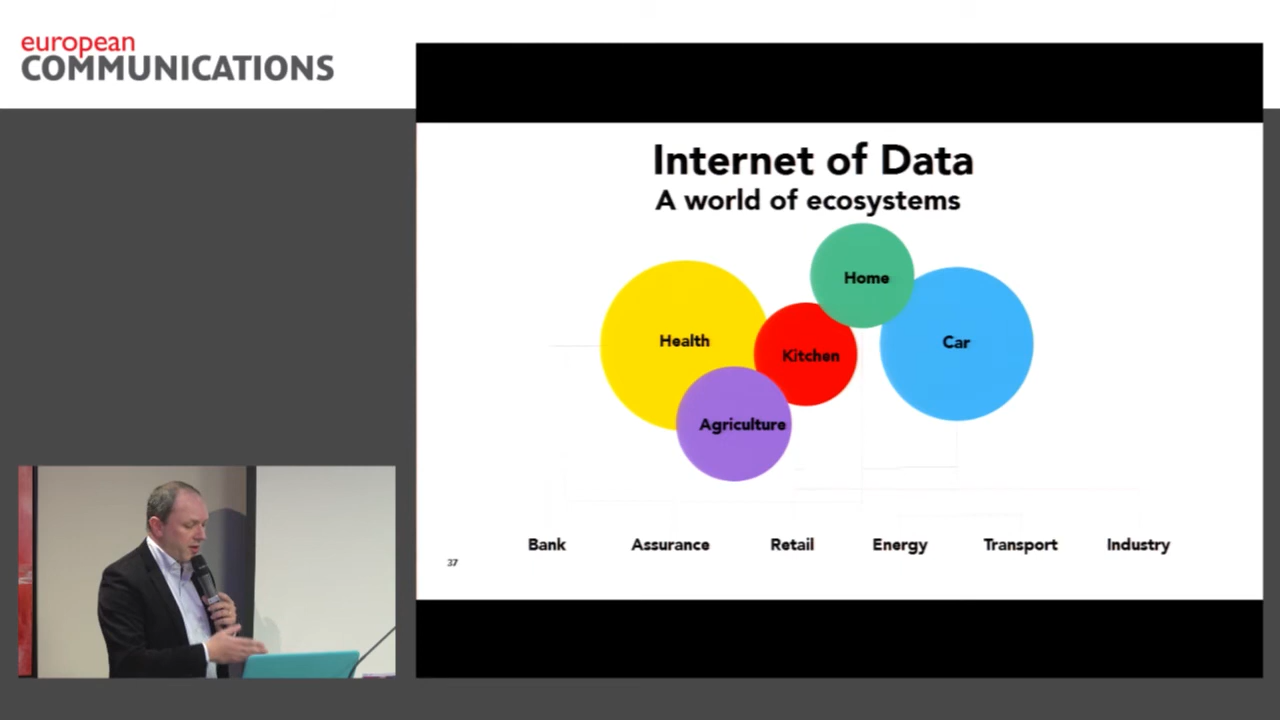 european
COMMUNICATIONS
Internet of Data
A world of ecosystems
Home
Health
Kitchen
Car
Agriculture
Bank Assurance Retail Energy Transport Industry
37